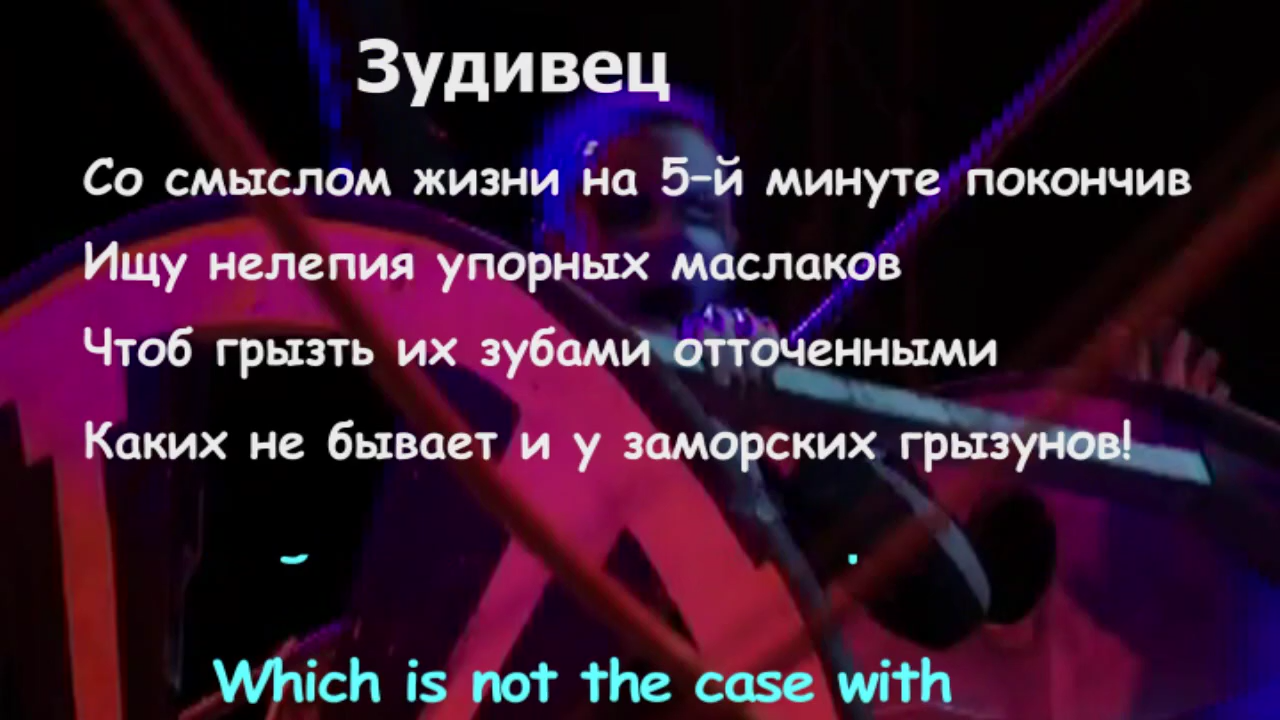 Зудивец
Со смыслом жизни на 5-й минуте покончив
Ищу нелепия упорных маслаков
Чтоб грызть их зубами отточенными
Каких не бывает и у заморских грызунов!
Which is not the case with